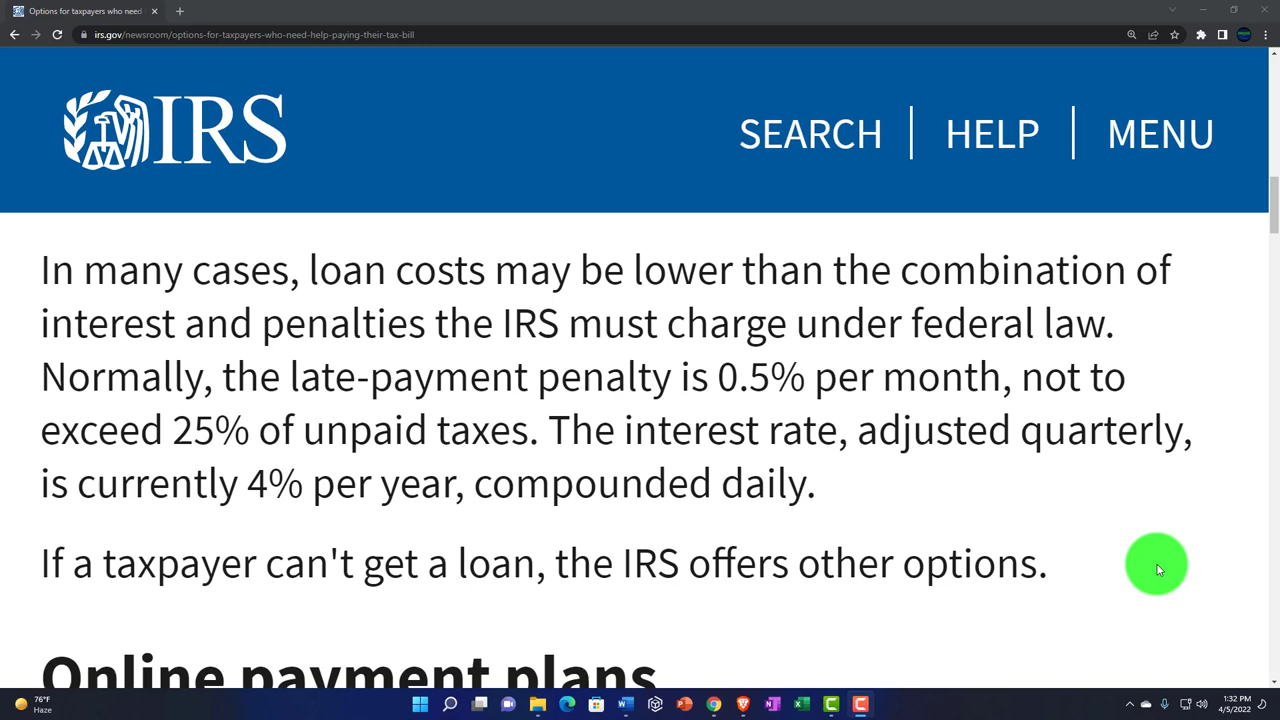 Options for taxpayers who need
irs.gov/newsroom/options-for-taxpayers-who-need-help-paying-their-tax-bill
IRS
SEARCH HELP MENU
In many cases, loan costs may be lower than the combination of
interest and penalties the IRS must charge under federal law.
Normally, the late-payment penalty is 0.5% per month, not to
exceed 25% of unpaid taxes. The interest rate, adjusted quarterly,
is currently 4% per year, compounded daily.
If a taxpayer can't get a loan, the IRS offers other options.
Online payment plans
76°F
Haze
1:32 PM
4/5/2022